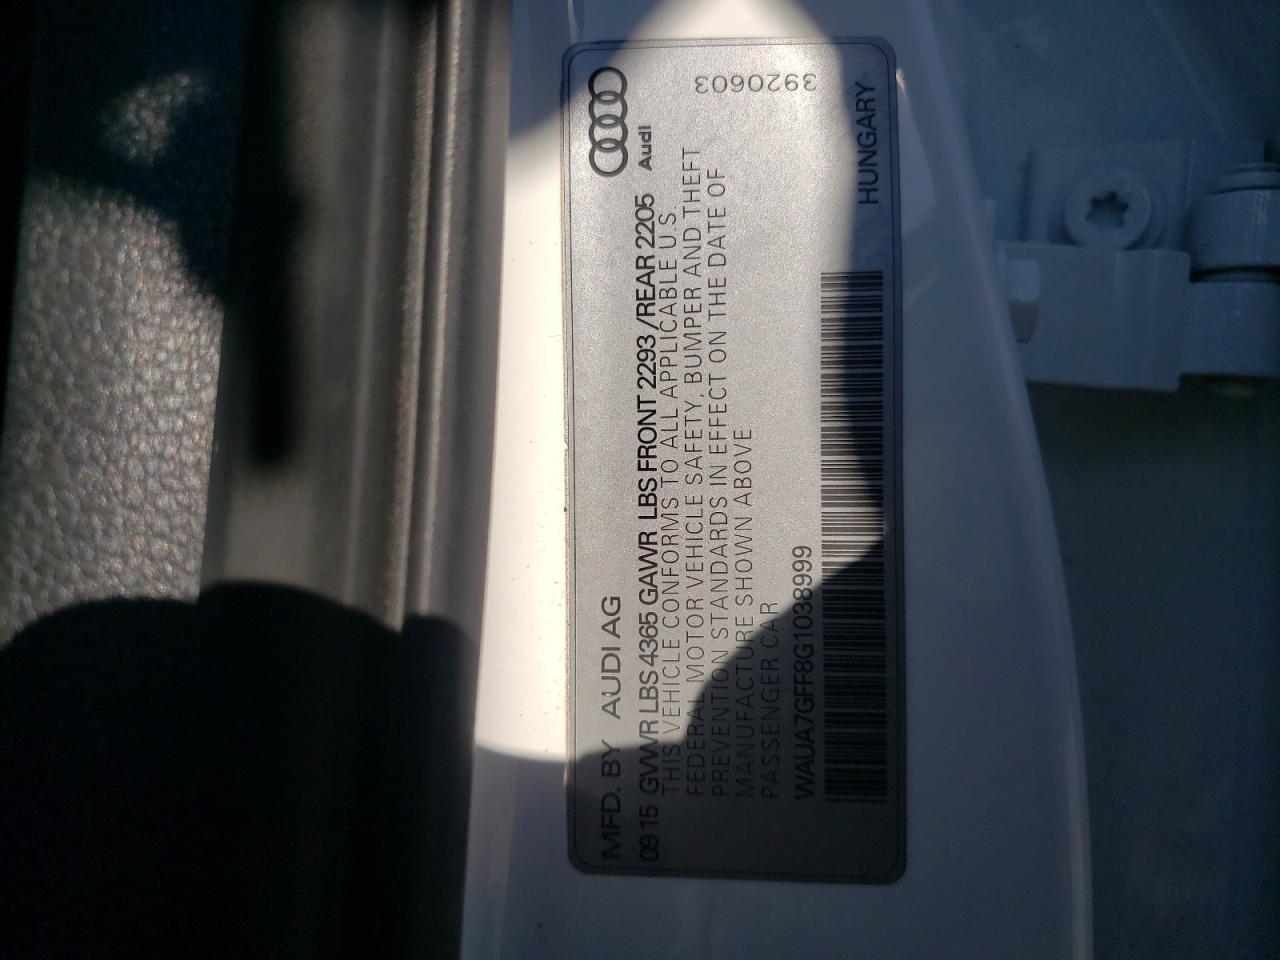 MFD. BY AUDI AG
09 15 GVWR LBS 4365 GAWR LBS FRONT 2293 /REAR 2205
Audi
THIS VEHICLE CONFORMS TO ALL APPLICABLE U.S.
FEDERAL MOTOR VEHICLE SAFETY, BUMPER AND THEFT
PREVENTION STANDARDS IN EFFECT ON THE DATE OF
MANUFACTURE SHOWN ABOVE
PASSENGER CAR
WAUA7GFF8G1038999
HUNGARY
3920603